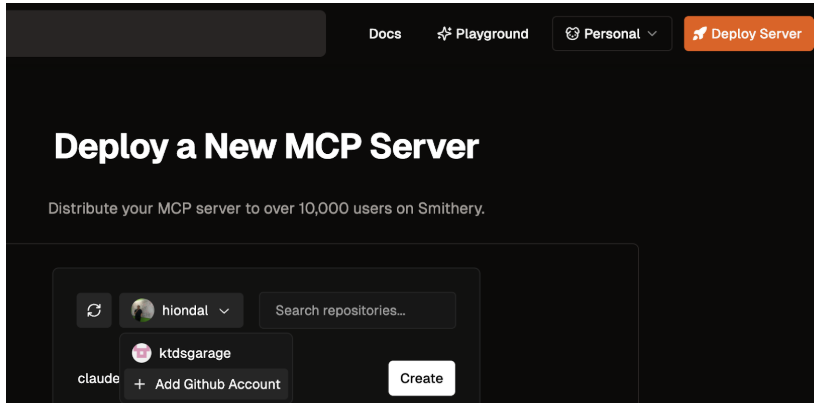 Docs Playground Personal Deploy Server
Deploy a New MCP Server
Distribute your MCP server to over 10,000 users on Smithery.
hiondal Search repositories...
ktdsgarage
claude
+ Add Github Account
Create